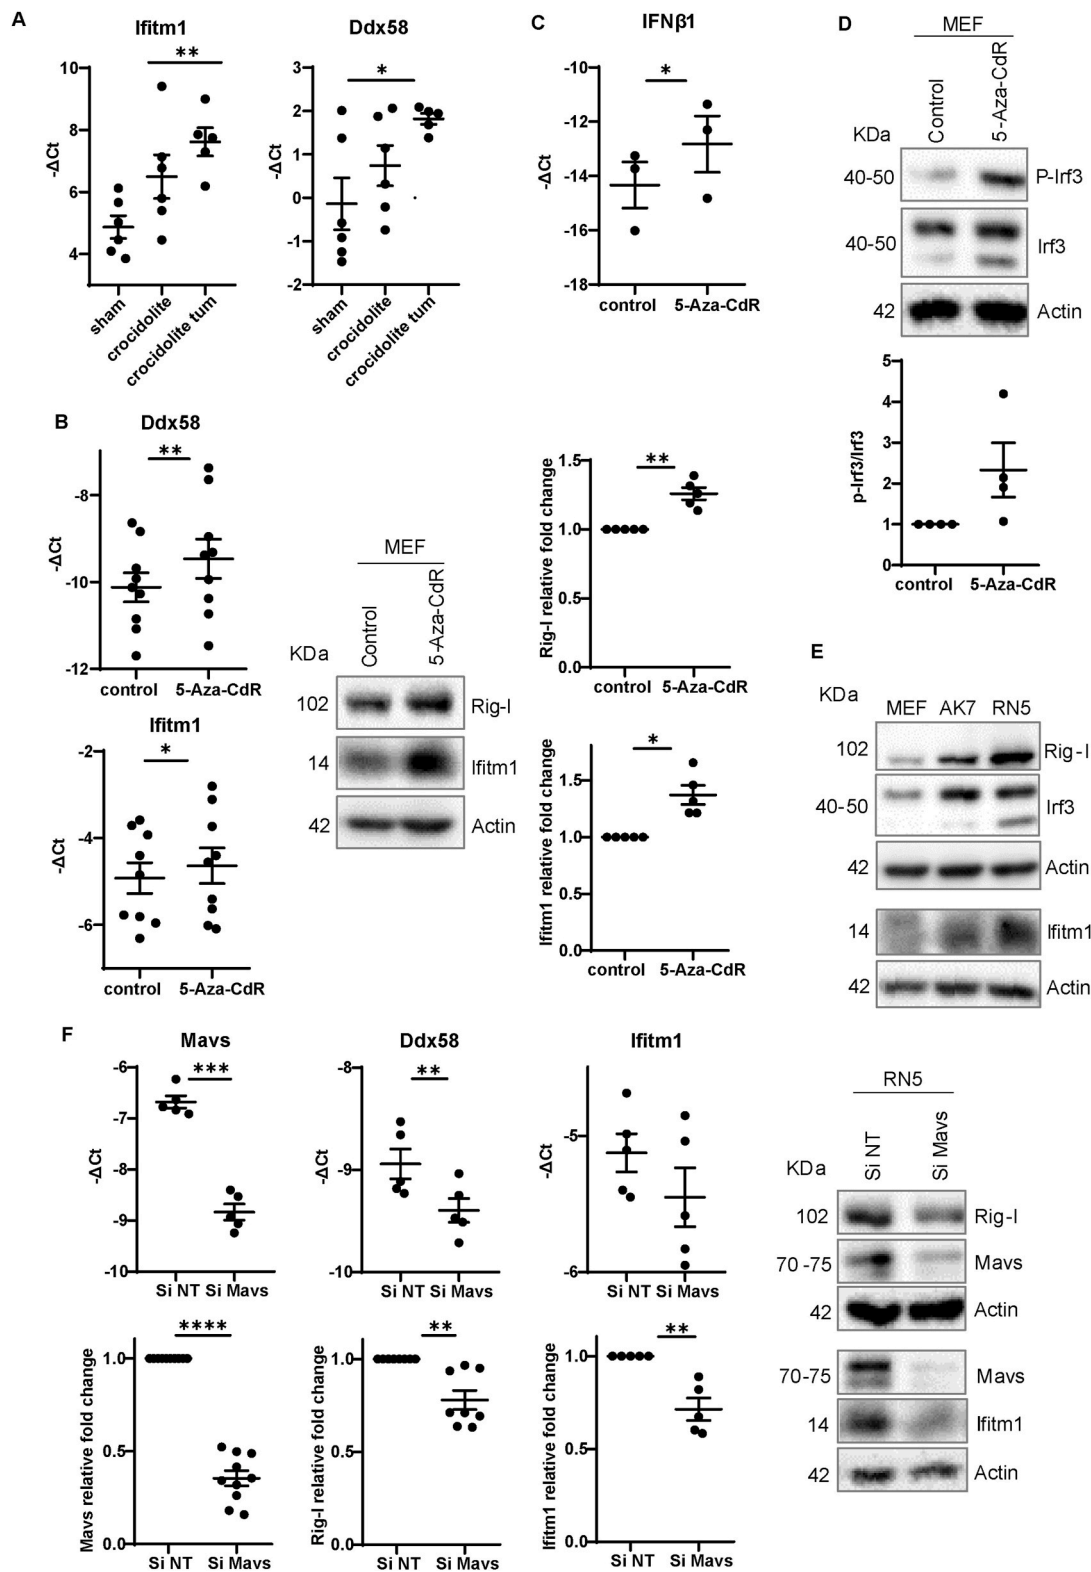 A
Ifitm1
**
-ΔCt
10
8
6
4
sham
crocidolite
crocidolite tum
Ddx58
*
-ΔCt
3
2
1
0
-1
-2
sham
crocidolite
crocidolite tum
C
IFNβ1
*
-ΔCt
-10
-12
-14
-16
-18
control 5-Aza-CdR
D
MEF
KDa
Control
5-Aza-CdR
40-50 P-Irf3
40-50 Irf3
42 Actin
p-Irf3/Irf3
5
4
3
2
1
0
control 5-Aza-CdR
B
Ddx58
**
-ΔCt
-8
-10
-12
control 5-Aza-CdR
Ifitm1
*
-ΔCt
-2
-4
-6
control 5-Aza-CdR
MEF
KDa
Control
5-Aza-CdR
102 Rig-I
14 Ifitm1
42 Actin
**
Rig-I relative fold change
1.5
1.0
0.5
0.0
control 5-Aza-CdR
*
Ifitm1 relative fold change
1.5
1.0
0.5
0.0
control 5-Aza-CdR
E
KDa
MEF AK7 RN5
102 Rig-I
40-50 Irf3
42 Actin
14 Ifitm1
42 Actin
F
Mavs
***
-ΔCt
-6
-7
-8
-9
-10
Si NT Si Mavs
Ddx58
**
-ΔCt
-8
-9
-10
Si NT Si Mavs
Ifitm1
-ΔCt
-5
-6
Si NT Si Mavs
****
Mavs relative fold change
1.0
0.5
0.0
Si NT Si Mavs
**
Rig-I relative fold change
1.0
0.5
0.0
Si NT Si Mavs
**
Ifitm1 relative fold change
1.0
0.5
0.0
Si NT Si Mavs
RN5
KDa
Si NT
Si Mavs
102 Rig-I
70 -75 Mavs
42 Actin
70-75 Mavs
14 Ifitm1
42 Actin